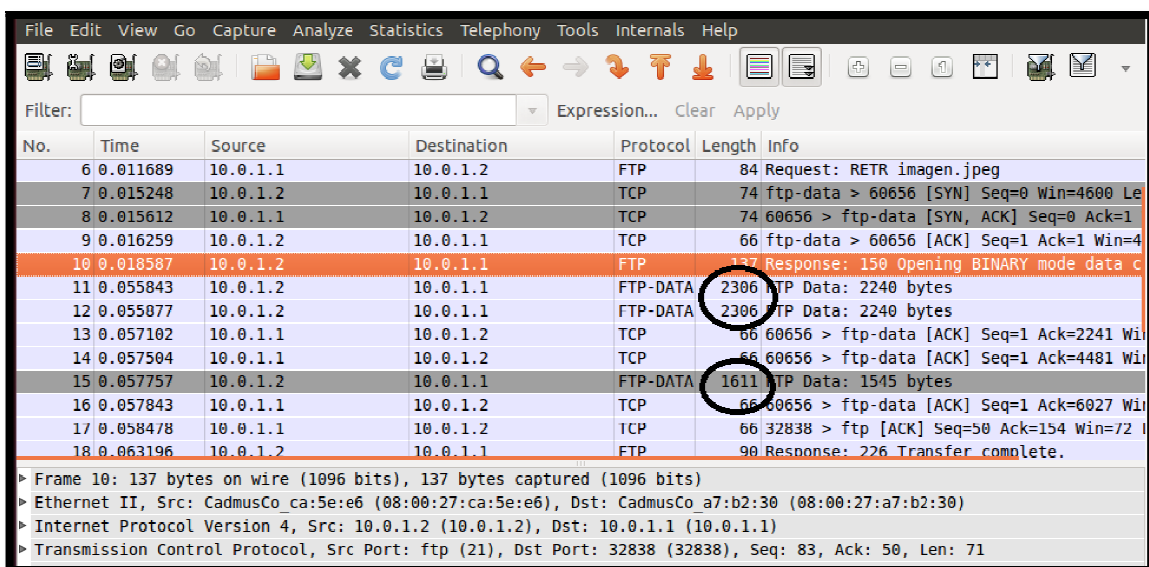 File Edit View Go Capture Analyze Statistics Telephony Tools Internals Help
Filter: Expression... Clear Apply
No. Time Source Destination Protocol Length Info
6 0.011689 10.0.1.1 10.0.1.2 FTP 84 Request: RETR imagen.jpeg
7 0.015248 10.0.1.2 10.0.1.1 TCP 74 ftp-data > 60656 [SYN] Seq=0 Win=4600 Le
8 0.015612 10.0.1.1 10.0.1.2 TCP 74 60656 > ftp-data [SYN, ACK] Seq=0 Ack=1
9 0.016259 10.0.1.2 10.0.1.1 TCP 66 ftp-data > 60656 [ACK] Seq=1 Ack=1 Win=4
10 0.018587 10.0.1.2 10.0.1.1 FTP 137 Response: 150 Opening BINARY mode data c
11 0.055843 10.0.1.2 10.0.1.1 FTP-DATA 2306 FTP Data: 2240 bytes
12 0.055877 10.0.1.2 10.0.1.1 FTP-DATA 2306 FTP Data: 2240 bytes
13 0.057102 10.0.1.1 10.0.1.2 TCP 66 60656 > ftp-data [ACK] Seq=1 Ack=2241 Win
14 0.057504 10.0.1.1 10.0.1.2 TCP 66 60656 > ftp-data [ACK] Seq=1 Ack=4481 Win
15 0.057757 10.0.1.2 10.0.1.1 FTP-DATA 1611 FTP Data: 1545 bytes
16 0.057843 10.0.1.1 10.0.1.2 TCP 66 60656 > ftp-data [ACK] Seq=1 Ack=6027 Win
17 0.058478 10.0.1.1 10.0.1.2 TCP 66 32838 > ftp [ACK] Seq=50 Ack=154 Win=72
18 0.063196 10.0.1.2 10.0.1.1 FTP 90 Response: 226 Transfer complete.
Frame 10: 137 bytes on wire (1096 bits), 137 bytes captured (1096 bits)
Ethernet II, Src: CadmusCo_ca:5e:e6 (08:00:27:ca:5e:e6), Dst: CadmusCo_a7:b2:30 (08:00:27:a7:b2:30)
Internet Protocol Version 4, Src: 10.0.1.2 (10.0.1.2), Dst: 10.0.1.1 (10.0.1.1)
Transmission Control Protocol, Src Port: ftp (21), Dst Port: 32838 (32838), Seq: 83, Ack: 50, Len: 71